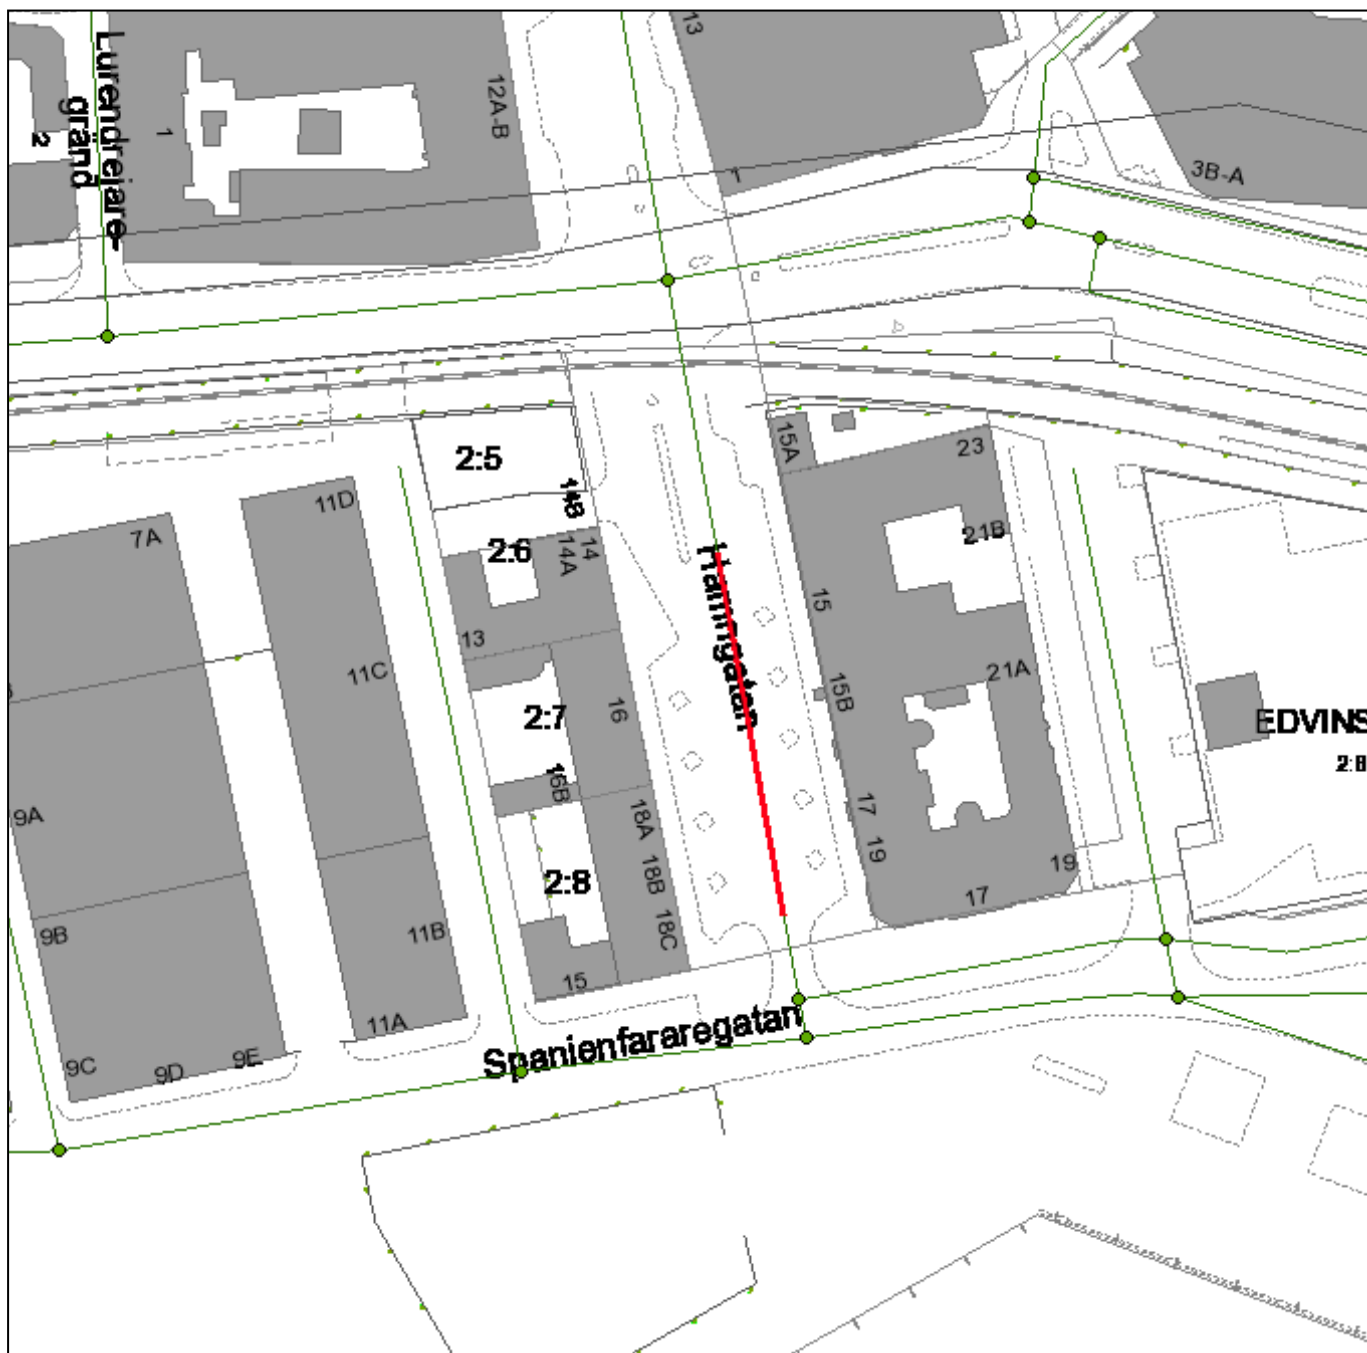 Lurendrejare-
gränd
2
1
12A-B
13
1
3B-A
2:5
14B
2:6
14
14A
13
11D
7A
11C
9A
16
2:7
16B
18A
18B
18C
2:8
15
11B
11A
9B
9C
9D
9E
Hamngatan
15A
23
21B
15
15B
21A
17
19
19
17
EDVINS
2:8
Spanienfararegatan